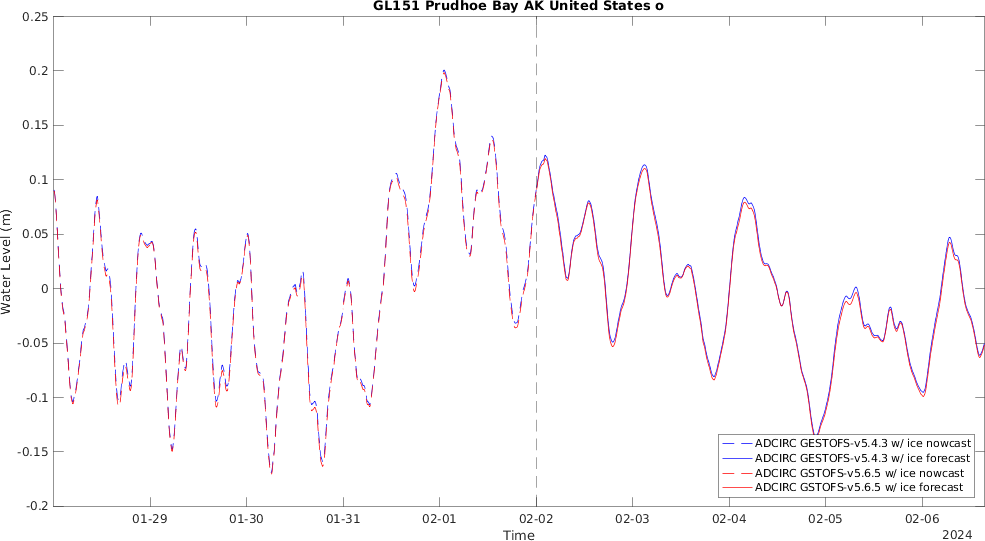 GL151 Prudhoe Bay AK United States o
0.25
0.2
0.15
0.1
0.05
0
-0.05
-0.1
-0.15
-0.2
Water Level (m)
ADCIRC GESTOFS-v5.4.3 w/ ice nowcast
ADCIRC GESTOFS-v5.4.3 w/ ice forecast
ADCIRC GSTOFS-v5.6.5 w/ ice nowcast
ADCIRC GSTOFS-v5.6.5 w/ ice forecast
01-29 01-30 01-31 02-01 02-02 02-03 02-04 02-05 02-06
Time
2024